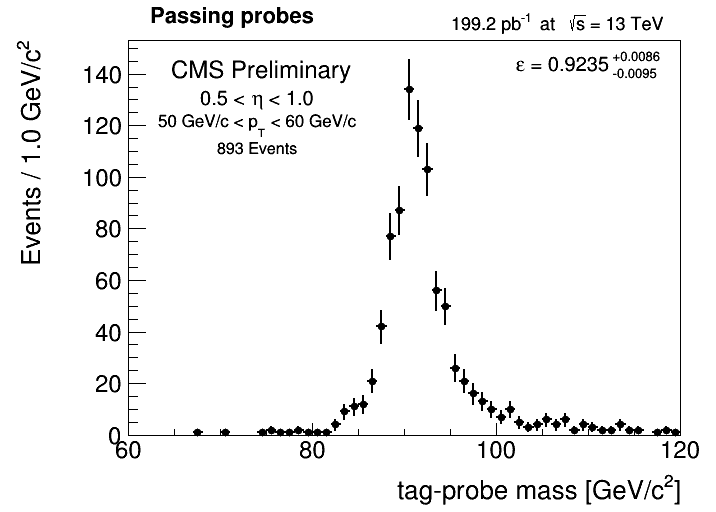 Passing probes
199.2 pb⁻¹ at √s = 13 TeV
CMS Preliminary
ε = 0.9235 +0.0086 -0.0095
0.5 < η < 1.0
50 GeV/c < p_T < 60 GeV/c
893 Events
Events / 1.0 GeV/c²
140
120
100
80
60
40
20
0
60 80 100 120
tag-probe mass [GeV/c²]